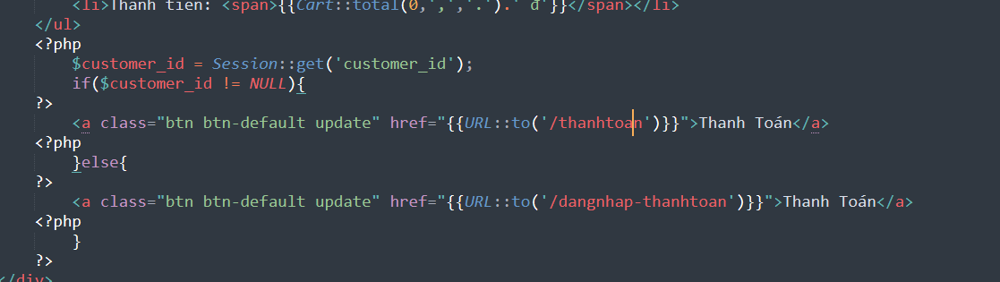 <li>Thành tiền: <span>{{Cart::total(0,',','.').' đ'}}</span></li>
</ul>
<?php
$customer_id = Session::get('customer_id');
if($customer_id != NULL){
?>
<a class="btn btn-default update" href="{{URL::to('/thanhtoan')}}">Thanh Toán</a>
<?php
}else{
?>
<a class="btn btn-default update" href="{{URL::to('/dangnhap-thanhtoan')}}">Thanh Toán</a>
<?php
}
?>
</div>